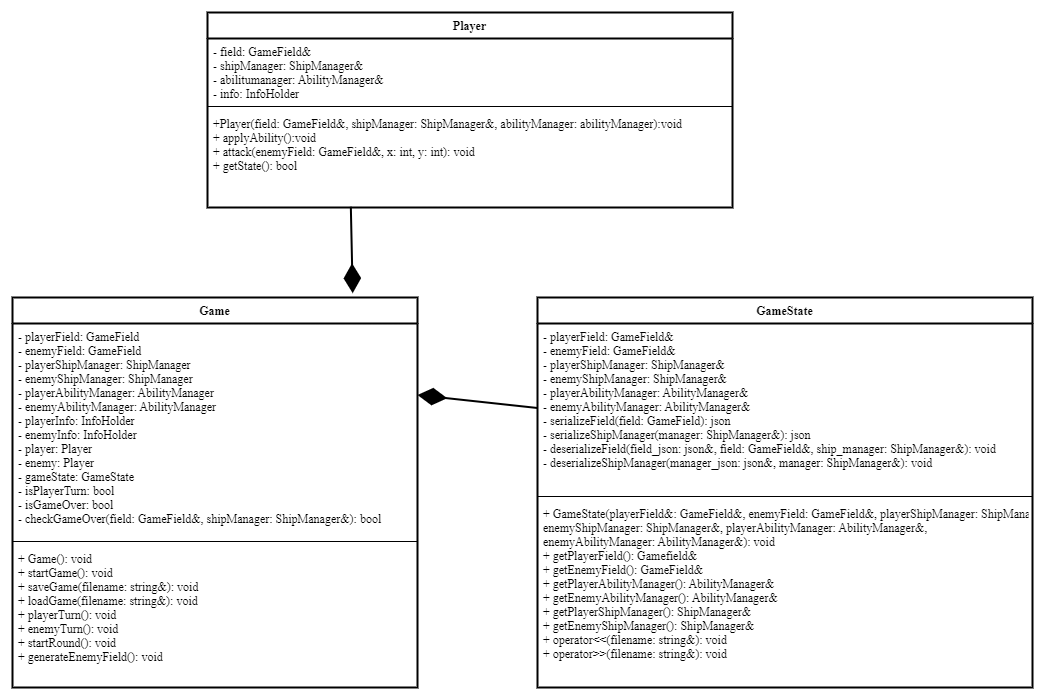 Player
- field: GameField&
- shipManager: ShipManager&
- abilitumanager: AbilityManager&
- info: InfoHolder
+Player(field: GameField&, shipManager: ShipManager&, abilityManager: abilityManager):void
+ applyAbility():void
+ attack(enemyField: GameField&, x: int, y: int): void
+ getState(): bool
Game
- playerField: GameField
- enemyField: GameField
- playerShipManager: ShipManager
- enemyShipManager: ShipManager
- playerAbilityManager: AbilityManager
- enemyAbilityManager: AbilityManager
- playerInfo: InfoHolder
- enemyInfo: InfoHolder
- player: Player
- enemy: Player
- gameState: GameState
- isPlayerTurn: bool
- isGameOver: bool
- checkGameOver(field: GameField&, shipManager: ShipManager&): bool
+ Game(): void
+ startGame(): void
+ saveGame(filename: string&): void
+ loadGame(filename: string&): void
+ playerTurn(): void
+ enemyTurn(): void
+ startRound(): void
+ generateEnemyField(): void
GameState
- playerField: GameField&
- enemyField: GameField&
- playerShipManager: ShipManager&
- enemyShipManager: ShipManager&
- playerAbilityManager: AbilityManager&
- enemyAbilityManager: AbilityManager&
- serializeField(field: GameField): json
- serializeShipManager(manager: ShipManager&): json
- deserializeField(field_json: json&, field: GameField&, ship_manager: ShipManager&): void
- deserializeShipManager(manager_json: json&, manager: ShipManager&): void
+ GameState(playerField&: GameField&, enemyField: GameField&, playerShipManager: ShipMana
enemyShipManager: ShipManager&, playerAbilityManager: AbilityManager&,
enemyAbilityManager: AbilityManager&): void
+ getPlayerField(): Gamefield&
+ getEnemyField(): GameField&
+ getPlayerAbilityManager(): AbilityManager&
+ getEnemyAbilityManager(): AbilityManager&
+ getPlayerShipManager(): ShipManager&
+ getEnemyShipManager(): ShipManager&
+ operator<<(filename: string&): void
+ operator>>(filename: string&): void